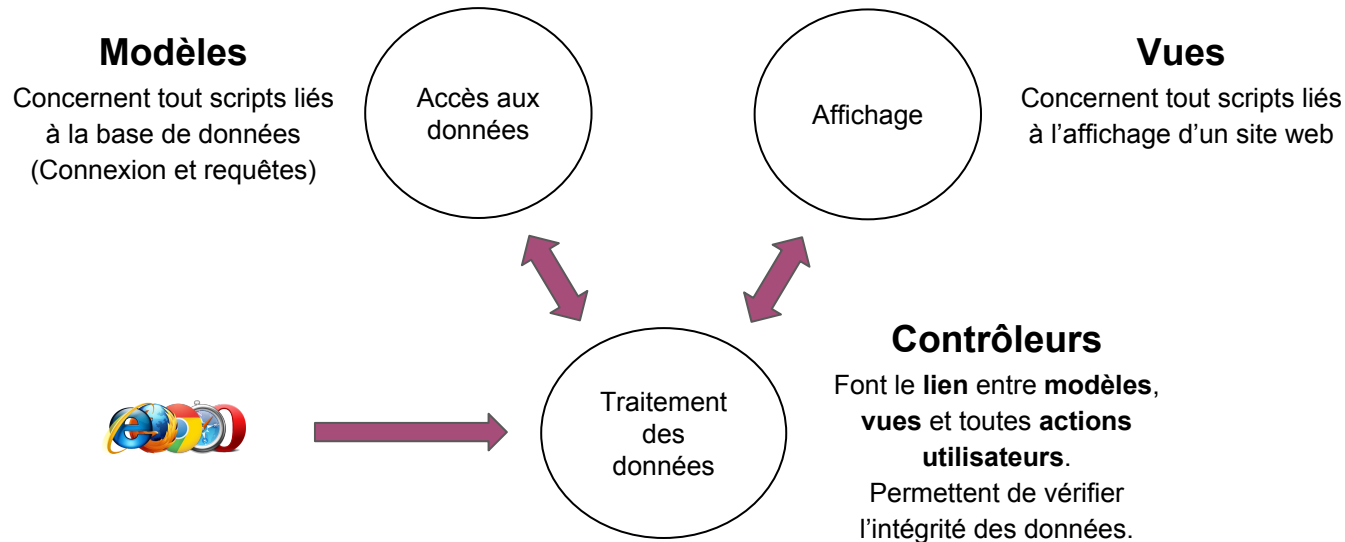 Modèles
Concernent tout scripts liés
à la base de données
(Connexion et requêtes)
Accès aux
données
Affichage
Vues
Concernent tout scripts liés
à l’affichage d’un site web
Traitement
des
données
Contrôleurs
Font le lien entre modèles,
vues et toutes actions
utilisateurs.
Permettent de vérifier
l’intégrité des données.